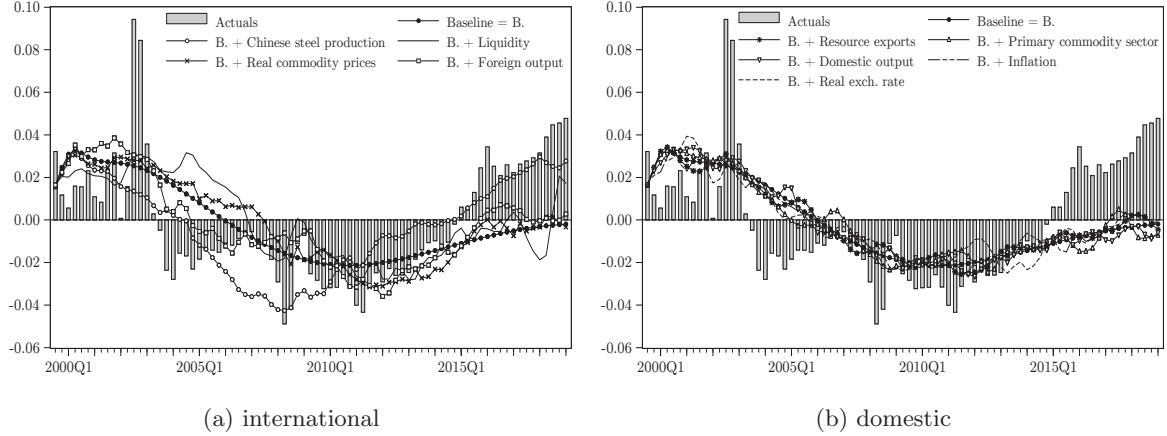 0.10
0.08
0.06
0.04
0.02
0.00
-0.02
-0.04
-0.06
Actuals
Baseline = B.
B. + Chinese steel production
B. + Liquidity
B. + Real commodity prices
B. + Foreign output
2000Q1
2005Q1
2010Q1
2015Q1
(a) international
0.10
0.08
0.06
0.04
0.02
0.00
-0.02
-0.04
-0.06
Actuals
Baseline = B.
B. + Resource exports
B. + Primary commodity sector
B. + Domestic output
B. + Inflation
B. + Real exch. rate
2000Q1
2005Q1
2010Q1
2015Q1
(b) domestic